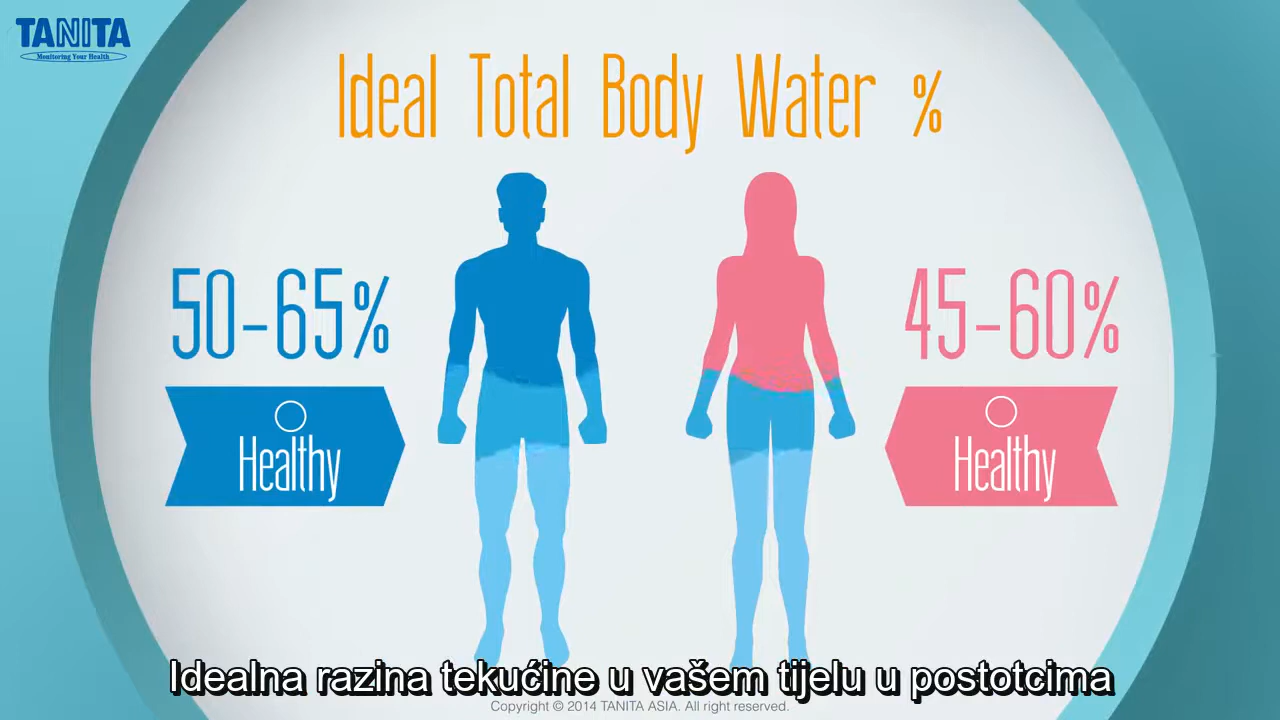 TANITA
Monitoring Your Health
Ideal Total Body Water %
50-65%
45-60%
Healthy
Healthy
Idealna razina tekućine u vašem tijelu u postotcima
Copyright © 2014 TANITA ASIA. All right reserved.